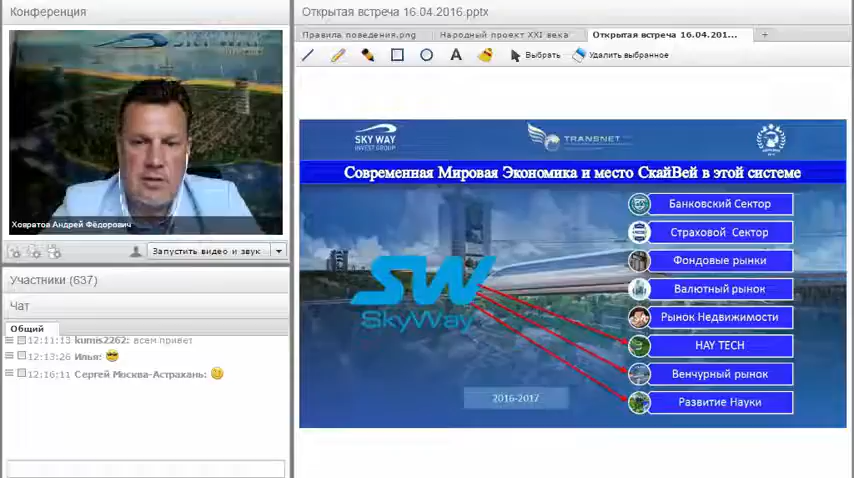 Конференция
SKY WAY
Ховратов Андрей Фёдорович
Запустить видео и звук
Участники (637)
Чат
Общий
12:11:13 kumis2262: всем привет
12:13:26 Илья:
12:16:11 Сергей Москва-Астрахань:
Открытая встреча 16.04.2016.pptx
Правила поведения.png
Народный проект XXI века
Открытая встреча 16.04.201...
+
A
Выбрать
Удалить выбранное
SKY WAY
INVEST GROUP
TRANSNET
Современная Мировая Экономика и место СкайВей в этой системе
Банковский Сектор
Страховой Сектор
Фондовые рынки
Валютный рынок
Рынок Недвижимости
HAY TECH
Венчурный рынок
Развитие Науки
SW
SkyWay
2016-2017